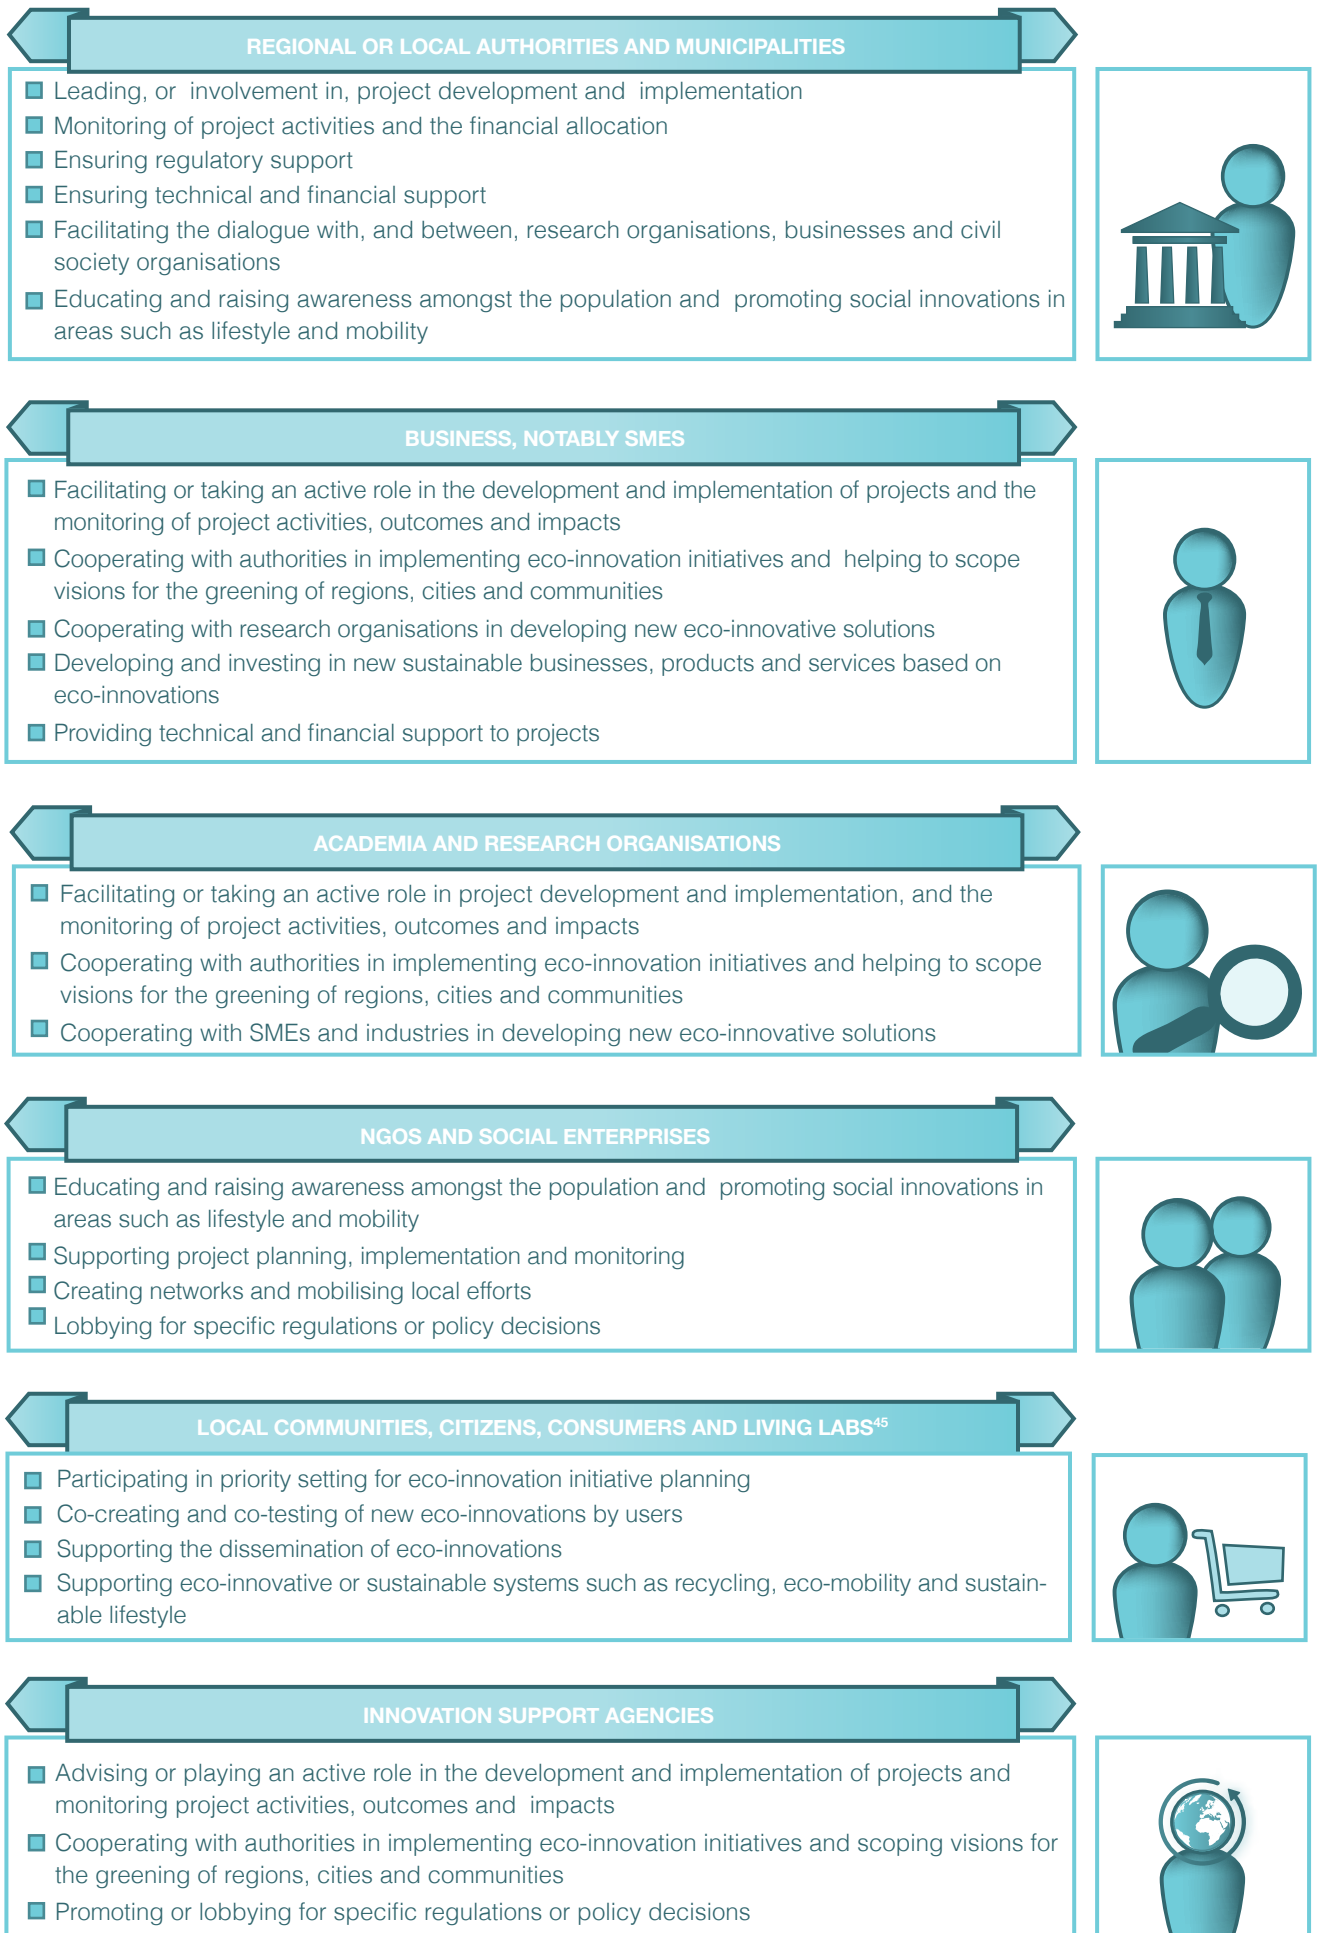 REGIONAL OR LOCAL AUTHORITIES AND MUNICIPALITIES
Leading, or involvement in, project development and implementation
Monitoring of project activities and the financial allocation
Ensuring regulatory support
Ensuring technical and financial support
Facilitating the dialogue with, and between, research organisations, businesses and civil
society organisations
Educating and raising awareness amongst the population and promoting social innovations in
areas such as lifestyle and mobility
BUSINESS, NOTABLY SMES
Facilitating or taking an active role in the development and implementation of projects and the
monitoring of project activities, outcomes and impacts
Cooperating with authorities in implementing eco-innovation initiatives and helping to scope
visions for the greening of regions, cities and communities
Cooperating with research organisations in developing new eco-innovative solutions
Developing and investing in new sustainable businesses, products and services based on
eco-innovations
Providing technical and financial support to projects
ACADEMIA AND RESEARCH ORGANISATIONS
Facilitating or taking an active role in project development and implementation, and the
monitoring of project activities, outcomes and impacts
Cooperating with authorities in implementing eco-innovation initiatives and helping to scope
visions for the greening of regions, cities and communities
Cooperating with SMEs and industries in developing new eco-innovative solutions
NGOS AND SOCIAL ENTERPRISES
Educating and raising awareness amongst the population and promoting social innovations in
areas such as lifestyle and mobility
Supporting project planning, implementation and monitoring
Creating networks and mobilising local efforts
Lobbying for specific regulations or policy decisions
LOCAL COMMUNITIES, CITIZENS, CONSUMERS AND LIVING LABS45
Participating in priority setting for eco-innovation initiative planning
Co-creating and co-testing of new eco-innovations by users
Supporting the dissemination of eco-innovations
Supporting eco-innovative or sustainable systems such as recycling, eco-mobility and sustain-
able lifestyle
INNOVATION SUPPORT AGENCIES
Advising or playing an active role in the development and implementation of projects and
monitoring project activities, outcomes and impacts
Cooperating with authorities in implementing eco-innovation initiatives and scoping visions for
the greening of regions, cities and communities
Promoting or lobbying for specific regulations or policy decisions